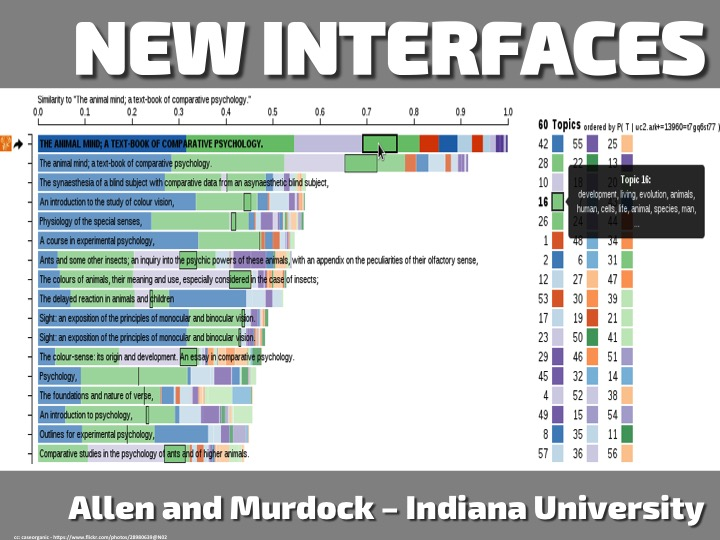 NEW INTERFACES
Similarity to "The animal mind; a text-book of comparative psychology."
0.0 0.1 0.2 0.3 0.4 0.5 0.6 0.7 0.8 0.9 1.0
THE ANIMAL MIND; A TEXT-BOOK OF COMPARATIVE PSYCHOLOGY.
The animal mind; a text-book of comparative psychology.
The synaesthesia of a blind subject with comparative data from an asynaesthetic blind subject,
An introduction to the study of colour vision,
Physiology of the special senses,
A course in experimental psychology,
Ants and some other insects; an inquiry into the psychic powers of these animals, with an appendix on the peculiarities of their olfactory sense,
The colours of animals, their meaning and use, especially considered in the case of insects;
The delayed reaction in animals and children
Sight: an exposition of the principles of monocular and binocular vision.
Sight: an exposition of the principles of monocular and binocular vision.
The colour-sense: its origin and development. An essay in comparative psychology.
Psychology,
The foundations and nature of verse,
An introduction to psychology,
Outlines for experimental psychology,
Comparative studies in the psychology of ants and of higher animals.
60 Topics ordered by P( T | uc2.ark+=13960=t7gq6st77 )
42 55 25
28 22 13
10 18
16
Topic 16:
development, living, evolution, animals,
human, cells, life, animal, species, man,
...
26 44
1 48 34
2 6 31
12 27 47
53 30 39
17 19 21
23 50 41
29 46 51
45 32 14
4 52 38
49 15 54
8 35 11
57 36 56
Allen and Murdock – Indiana University
cc: caseorganic - https://www.flickr.com/photos/38980639@N02